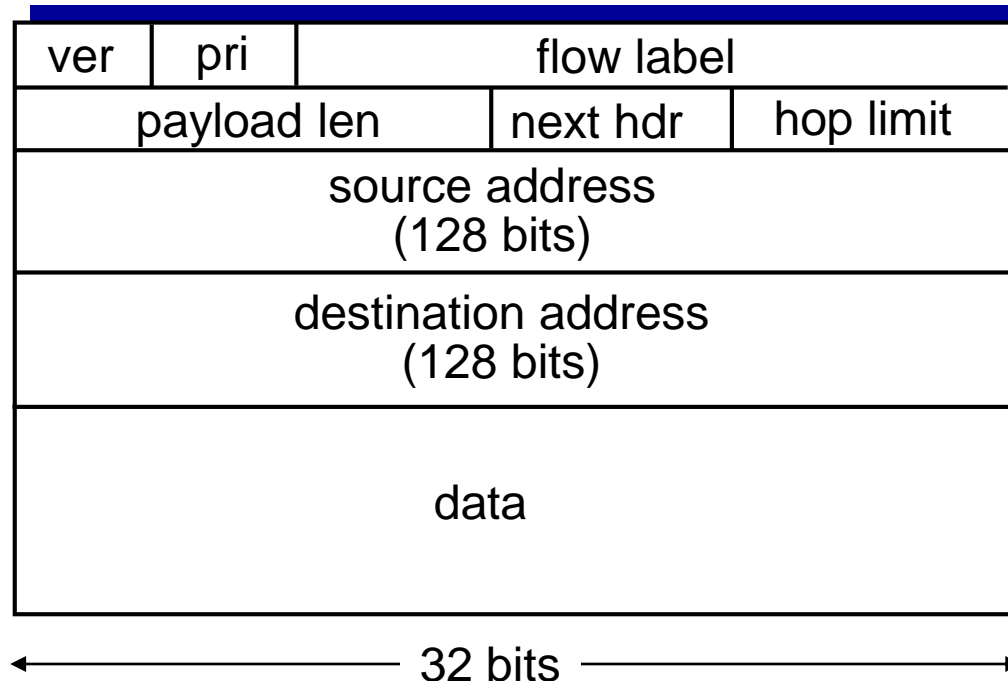 ver pri flow label
payload len next hdr hop limit
source address
(128 bits)
destination address
(128 bits)
data
32 bits